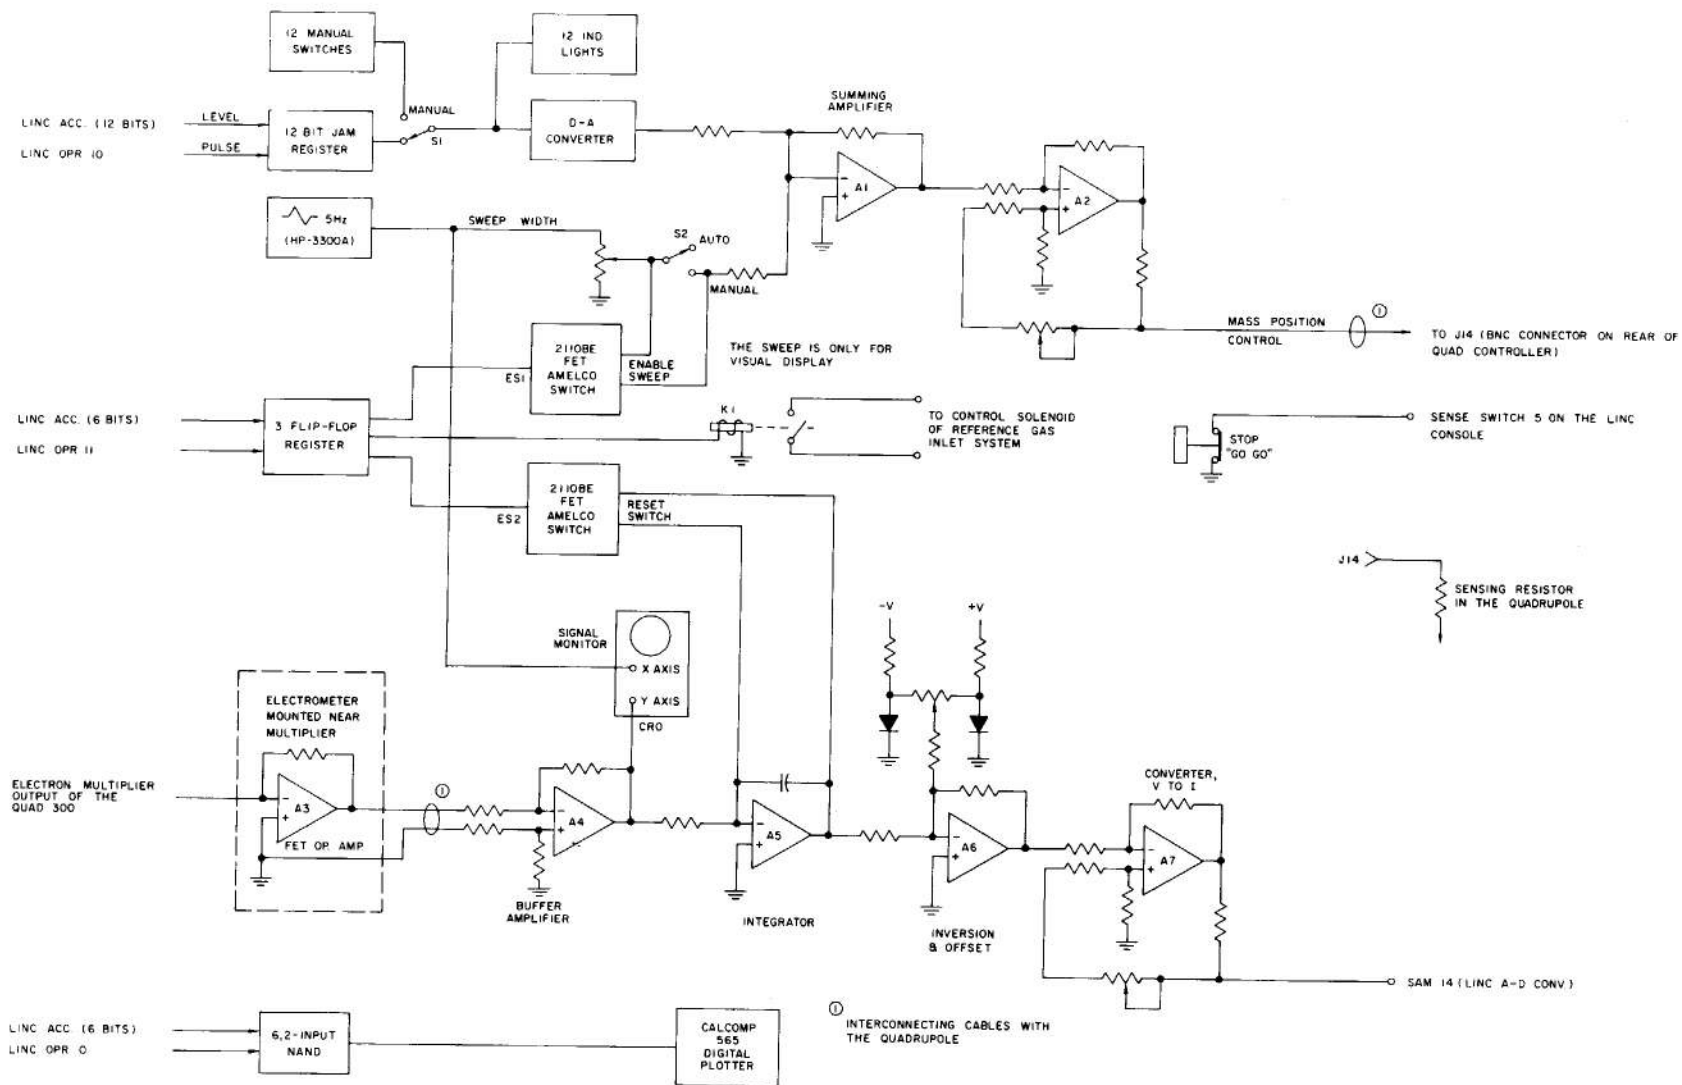 12 MANUAL
SWITCHES
12 IND
LIGHTS
LINC ACC. (12 BITS)
LEVEL
LINC OPR 10
PULSE
12 BIT JAM
REGISTER
MANUAL
S1
D-A
CONVERTER
SUMMING
AMPLIFIER
-
A1
+
-
A2
+
5Hz
(HP-3300A)
SWEEP WIDTH
S2
AUTO
MANUAL
MASS POSITION
CONTROL
1
TO J14 (BNC CONNECTOR ON REAR OF
QUAD CONTROLLER)
2110BE
FET
AMELCO
SWITCH
ES1
ENABLE
SWEEP
THE SWEEP IS ONLY FOR
VISUAL DISPLAY
LINC ACC. (6 BITS)
LINC OPR 11
3 FLIP-FLOP
REGISTER
K1
TO CONTROL SOLENOID
OF REFERENCE GAS
INLET SYSTEM
STOP
"GO GO"
SENSE SWITCH 5 ON THE LINC
CONSOLE
2110BE
FET
AMELCO
SWITCH
ES2
RESET
SWITCH
J14
SENSING RESISTOR
IN THE QUADRUPOLE
SIGNAL
MONITOR
X AXIS
Y AXIS
CRO
-V
+V
ELECTROMETER
MOUNTED NEAR
MULTIPLIER
ELECTRON MULTIPLIER
OUTPUT OF THE
QUAD 300
-
A3
+
FET OP. AMP.
1
-
A4
+
BUFFER
AMPLIFIER
-
A5
+
INTEGRATOR
-
A6
+
INVERSION
& OFFSET
CONVERTER,
V TO I
-
A7
+
SAM 14 (LINC A-D CONV.)
LINC ACC. (6 BITS)
LINC OPR 0
6,2-INPUT
NAND
CALCOMP
565
DIGITAL
PLOTTER
1 INTERCONNECTING CABLES WITH
THE QUADRUPOLE